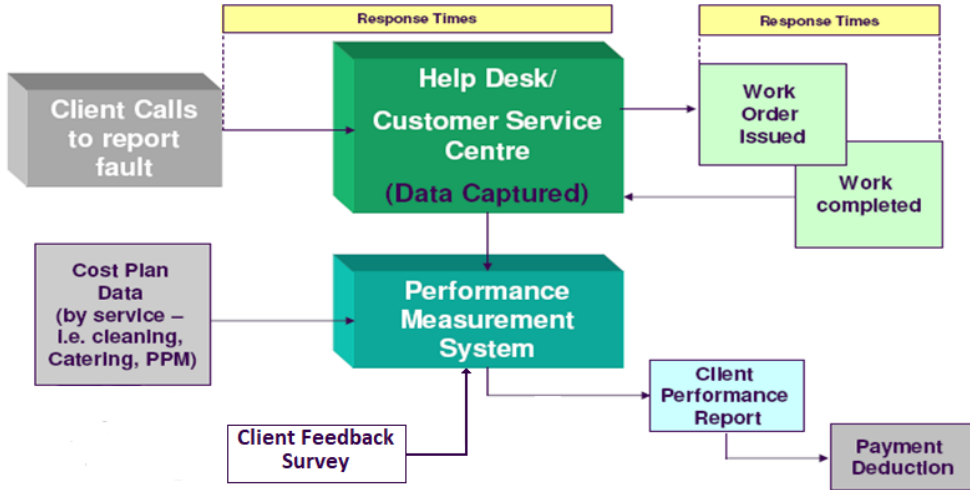 Response Times
Response Times
Client Calls
to report
fault
Help Desk/
Customer Service
Centre
(Data Captured)
Work
Order
Issued
Work
completed
Cost Plan
Data
(by service –
i.e. cleaning,
Catering, PPM)
Performance
Measurement
System
Client Feedback
Survey
Client
Performance
Report
Payment
Deduction